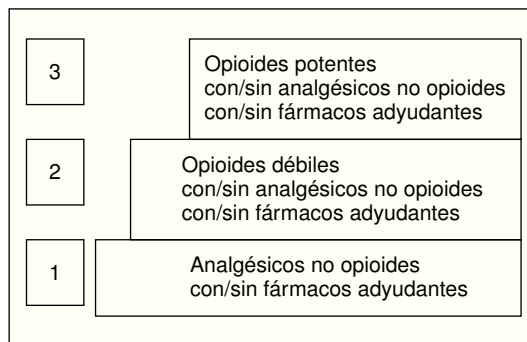 3
Opioides potentes
con/sin analgésicos no opioides
con/sin fármacos adyudantes
2
Opioides débiles
con/sin analgésicos no opioides
con/sin fármacos adyudantes
1
Analgésicos no opioides
con/sin fármacos adyudantes